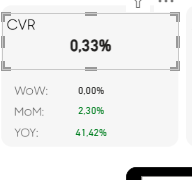 CVR
0,33%
WoW: 0,00%
MoM: 2,30%
YOY: 41,42%